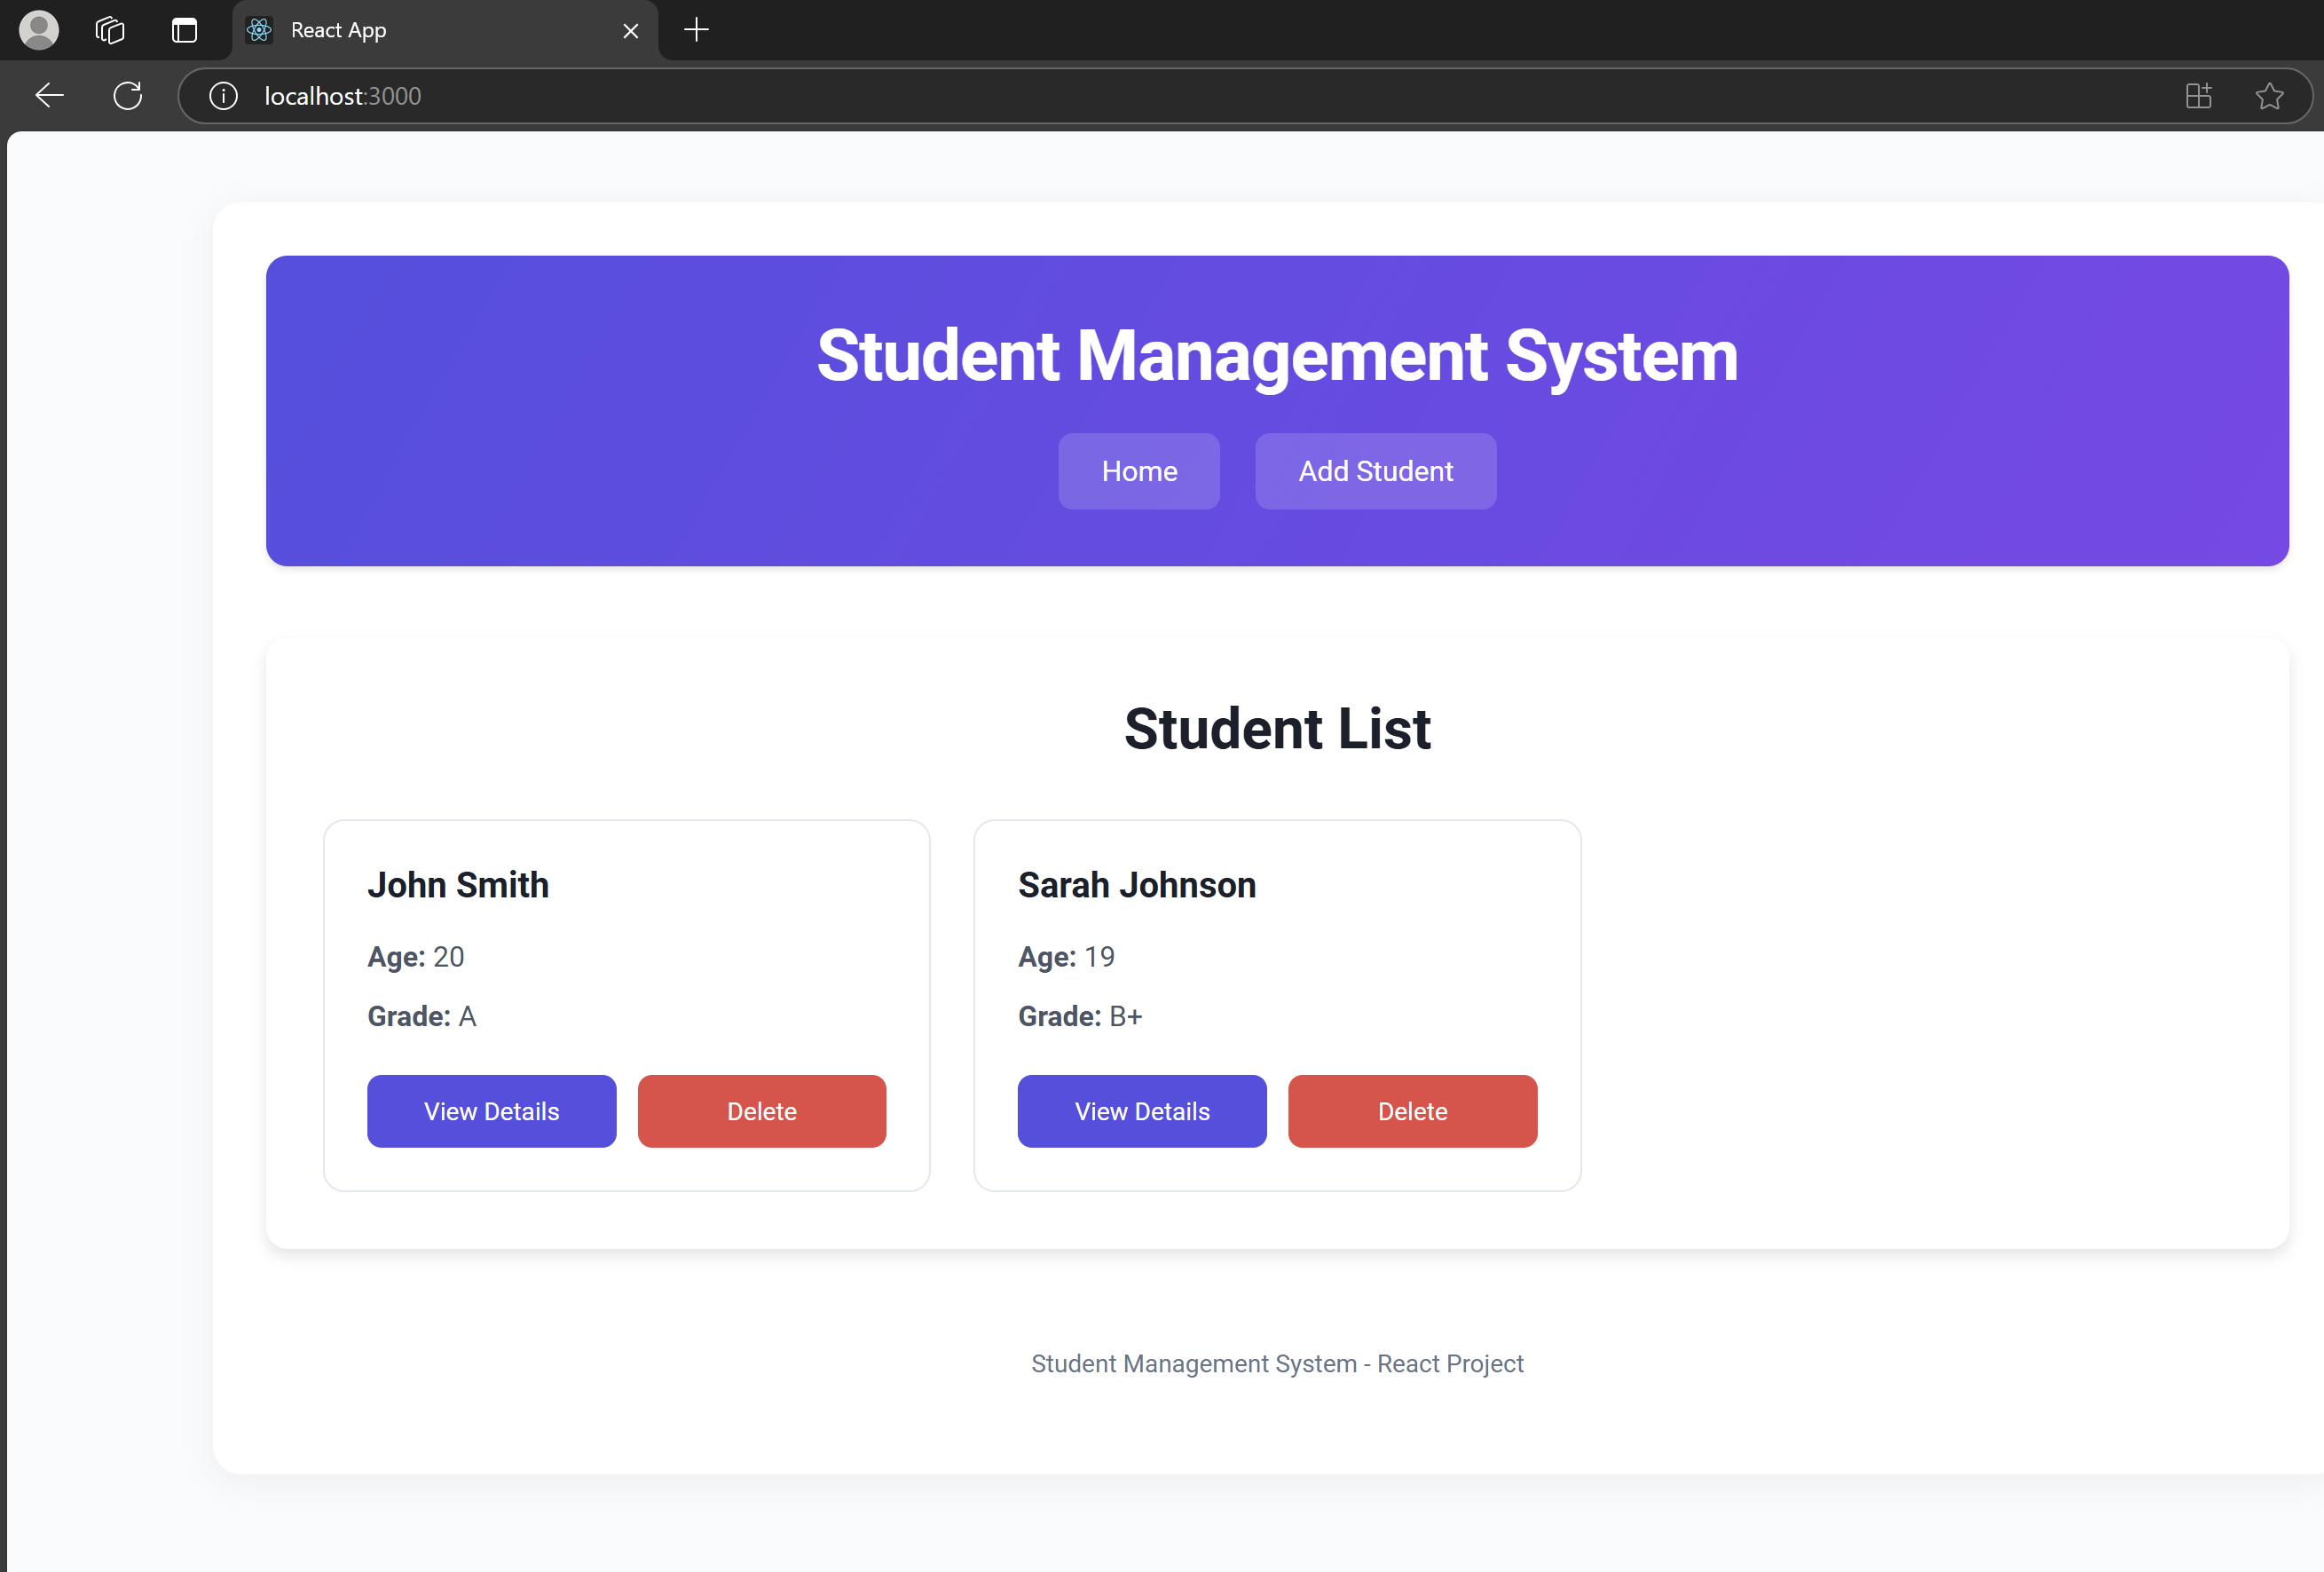 React App
localhost:3000
Student Management System
Home Add Student
Student List
John Smith
Age: 20
Grade: A
View Details Delete
Sarah Johnson
Age: 19
Grade: B+
View Details Delete
Student Management System - React Project